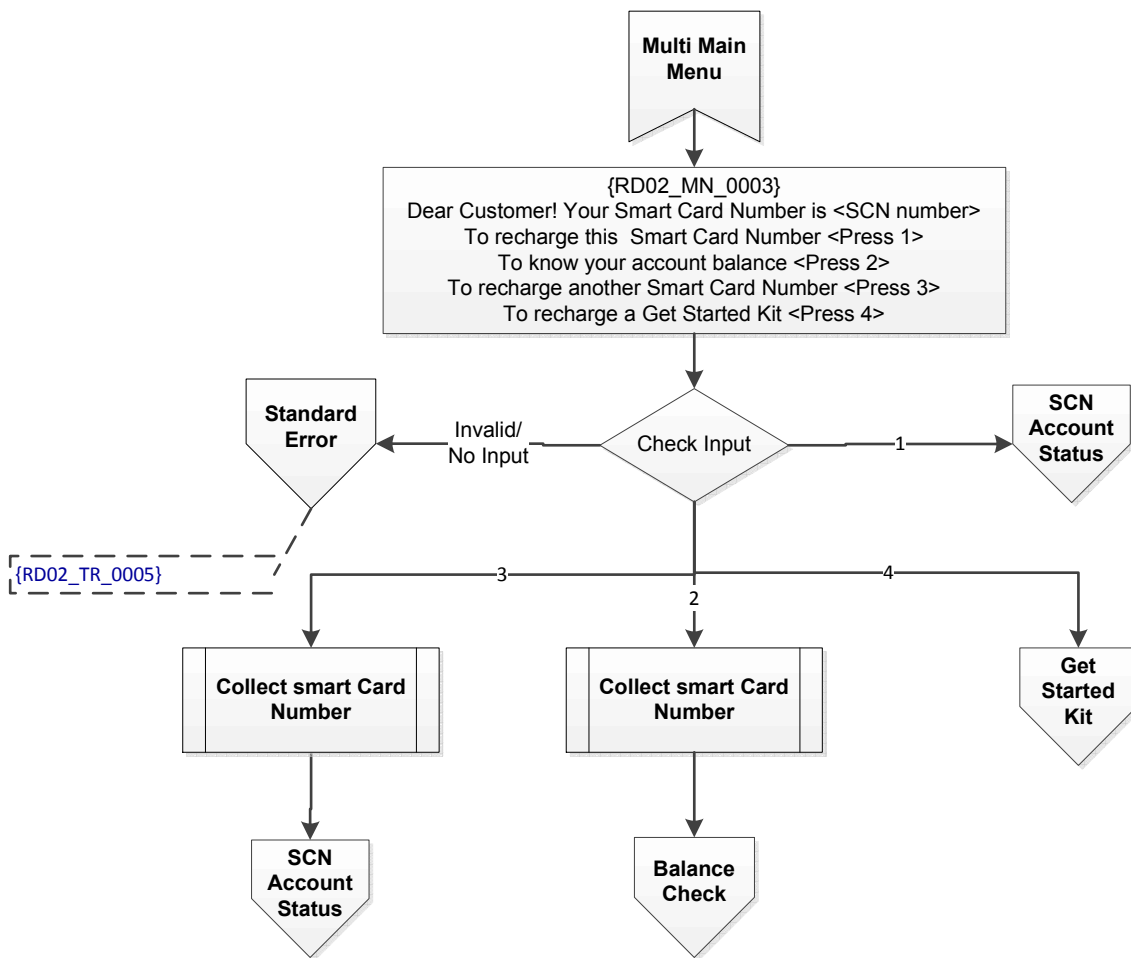 Multi Main
Menu
{RD02_MN_0003}
Dear Customer! Your Smart Card Number is <SCN number>
To recharge this  Smart Card Number <Press 1>
To know your account balance <Press 2>
To recharge another Smart Card Number <Press 3>
To recharge a Get Started Kit <Press 4>
Standard
Error
Invalid/
No Input
Check Input
1
SCN
Account
Status
{RD02_TR_0005}
3
2
4
Collect smart Card
Number
Collect smart Card
Number
Get
Started
Kit
SCN
Account
Status
Balance
Check